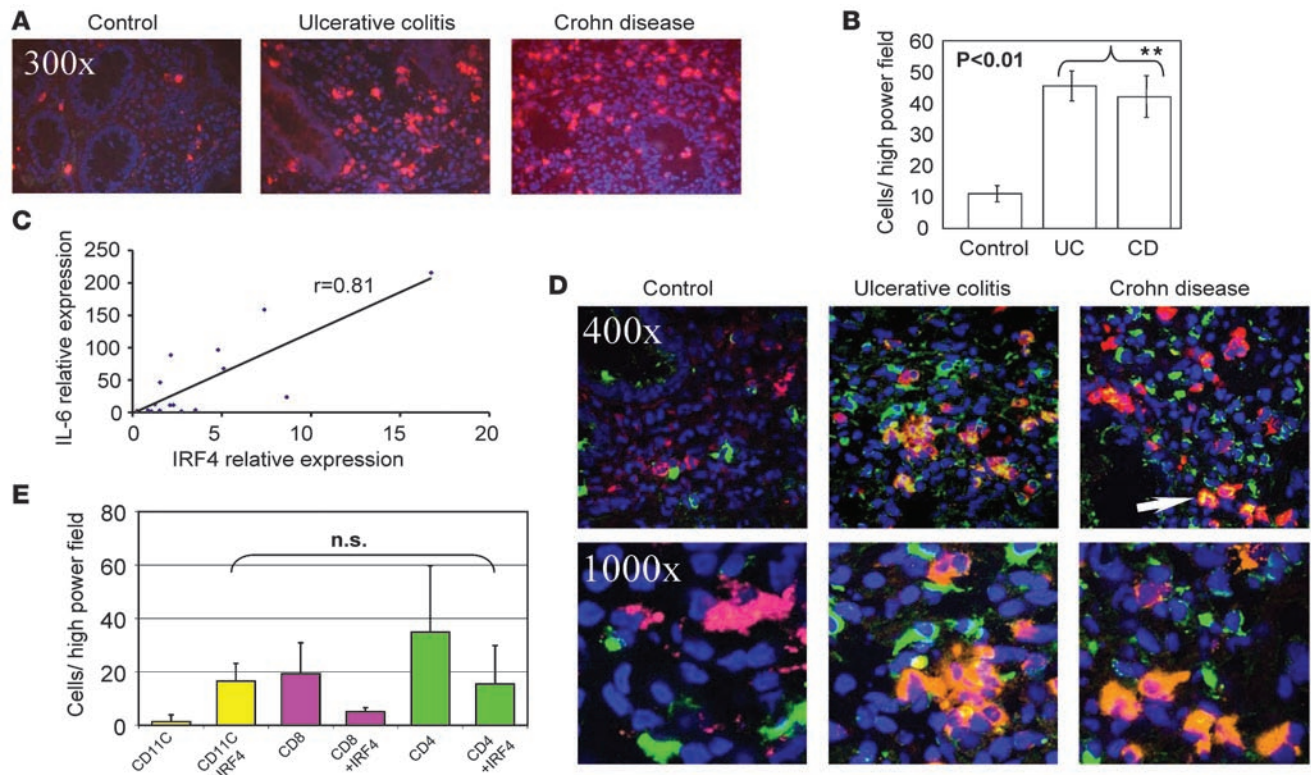 A
Control
Ulcerative colitis
Crohn disease
300x
B
60
50
40
30
20
10
0
P<0.01
**
Cells/ high power field
Control
UC
CD
C
250
200
150
100
50
0
r=0.81
IL-6 relative expression
0
5
10
15
20
IRF4 relative expression
D
Control
Ulcerative colitis
Crohn disease
400x
1000x
E
80
60
40
20
0
n.s.
Cells/ high power field
CD11C
CD11C
IRF4
CD8
CD8
+IRF4
CD4
CD4
+IRF4